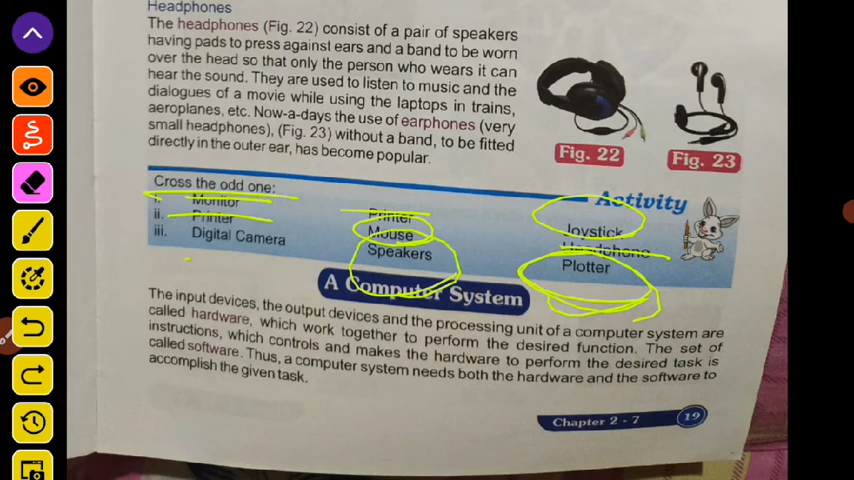 Headphones
The headphones (Fig. 22) consist of a pair of speakers
having pads to press against ears and a band to be worn
over the head so that only the person who wears it can
hear the sound. They are used to listen to music and the
dialogues of a movie while using the laptops in trains,
aeroplanes, etc. Now-a-days the use of earphones (very
small headphones), (Fig. 23) without a band, to be fitted
directly in the outer ear, has become popular.
Fig. 22
Fig. 23
Activity
Cross the odd one:
i. Monitor Printer Joystick
ii. Printer Mouse Headphone
iii. Digital Camera Speakers Plotter
A Computer System
The input devices, the output devices and the processing unit of a computer system are
called hardware, which work together to perform the desired function. The set of
instructions, which controls and makes the hardware to perform the desired task is
called software. Thus, a computer system needs both the hardware and the software to
accomplish the given task.
Chapter 2 - 7 19